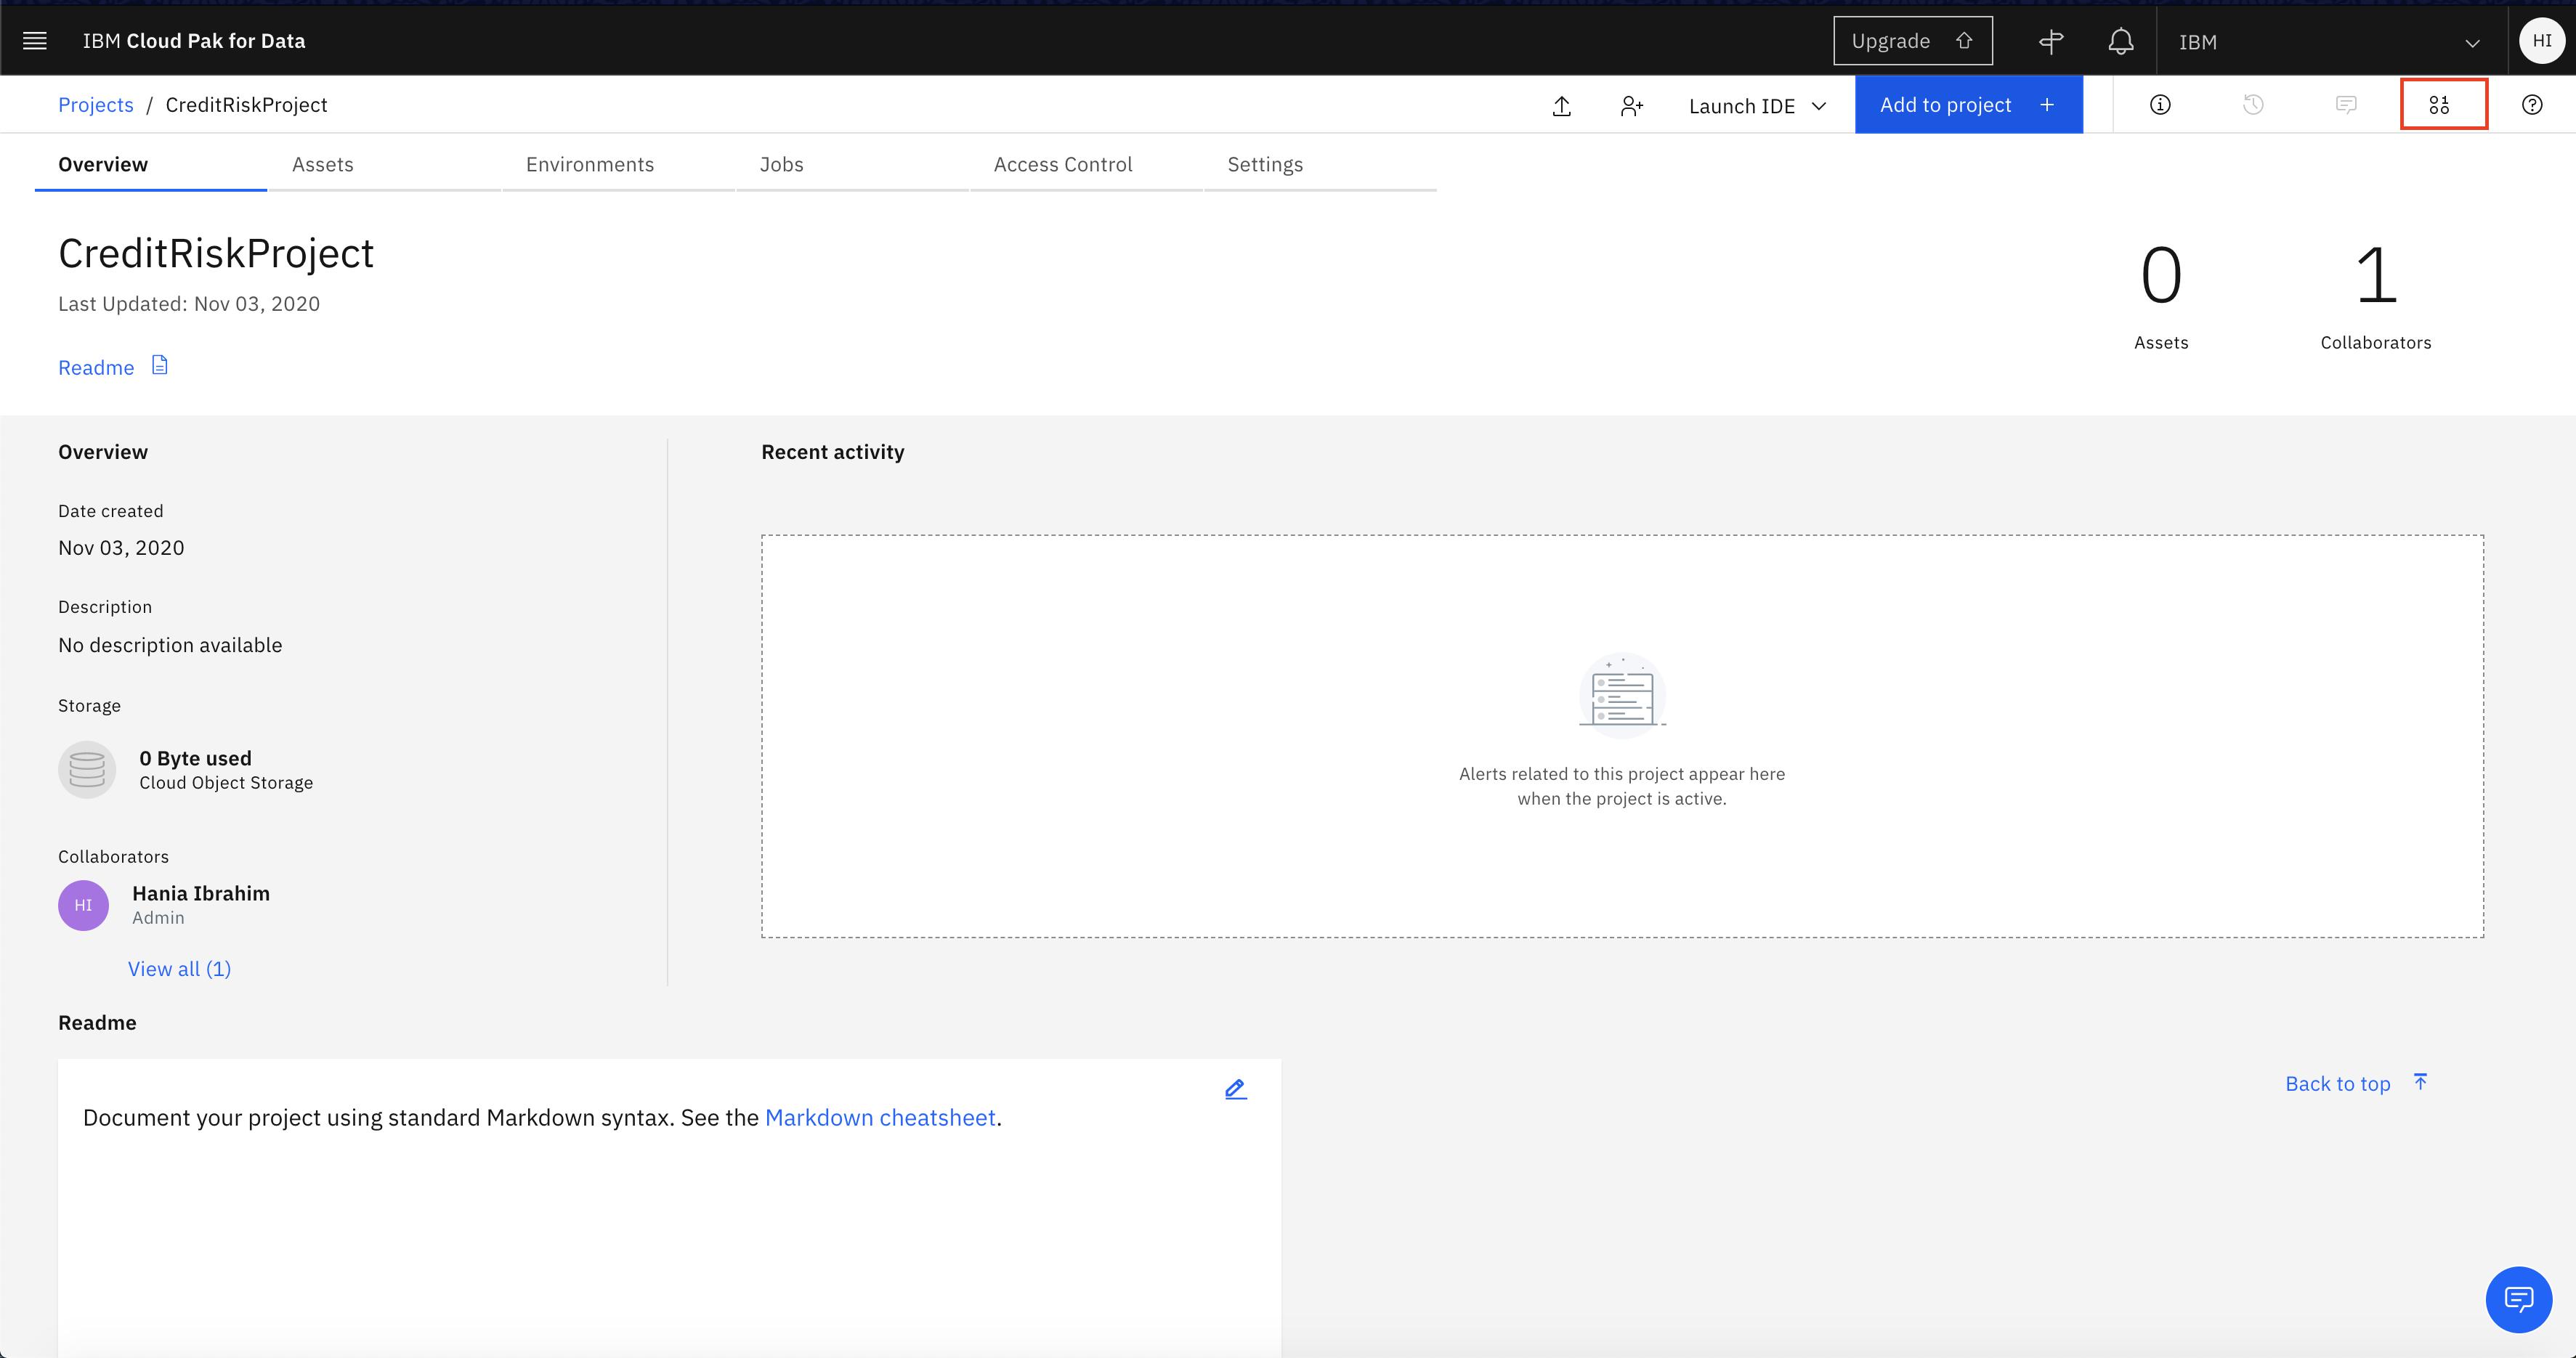 IBM Cloud Pak for Data
Upgrade
IBM
HI
Projects / CreditRiskProject
Launch IDE
Add to project +
Overview
Assets
Environments
Jobs
Access Control
Settings
CreditRiskProject
Last Updated: Nov 03, 2020
Readme
0
Assets
1
Collaborators
Overview
Date created
Nov 03, 2020
Description
No description available
Storage
0 Byte used
Cloud Object Storage
Collaborators
HI
Hania Ibrahim
Admin
View all (1)
Recent activity
Alerts related to this project appear here
when the project is active.
Readme
Document your project using standard Markdown syntax. See the Markdown cheatsheet.
Back to top